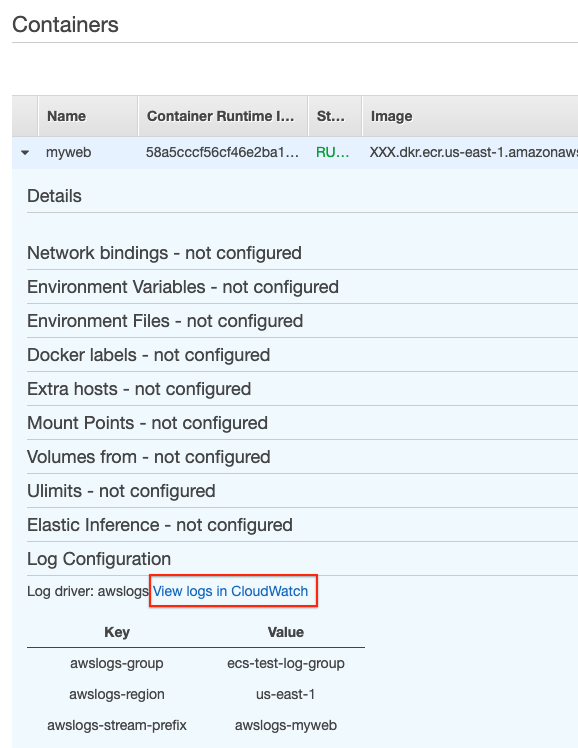 Containers
Name Container Runtime I... St... Image
myweb 58a5cccf56cf46e2ba1... RU... XXX.dkr.ecr.us-east-1.amazonaws
Details
Network bindings - not configured
Environment Variables - not configured
Environment Files - not configured
Docker labels - not configured
Extra hosts - not configured
Mount Points - not configured
Volumes from - not configured
Ulimits - not configured
Elastic Inference - not configured
Log Configuration
Log driver: awslogs View logs in CloudWatch
Key Value
awslogs-group ecs-test-log-group
awslogs-region us-east-1
awslogs-stream-prefix awslogs-myweb